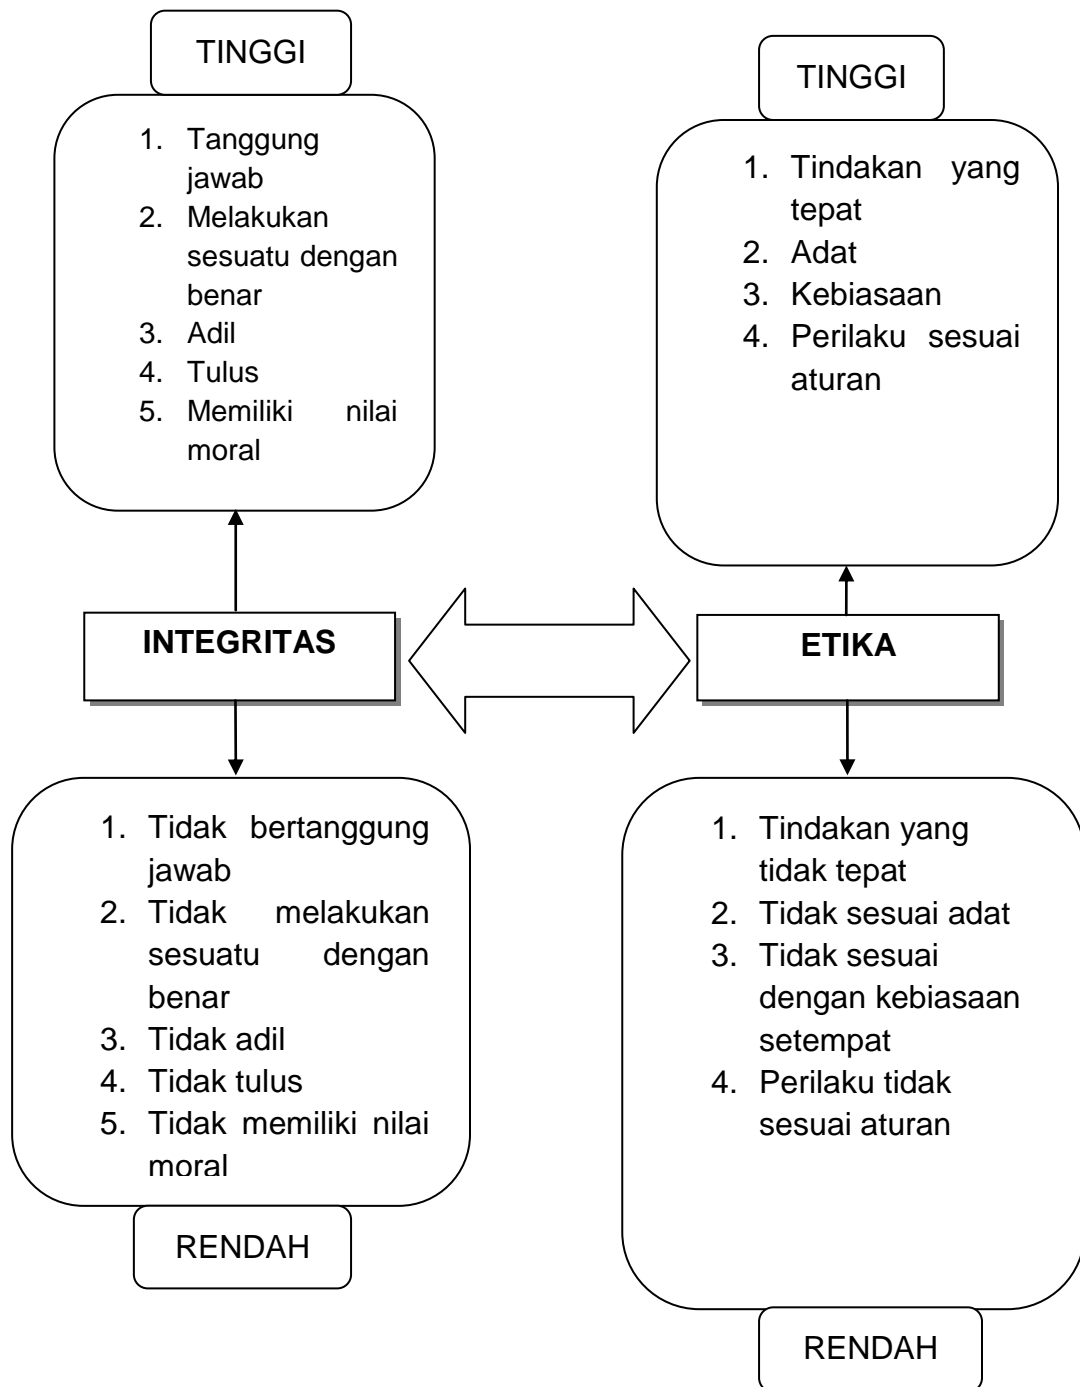 TINGGI
1. Tanggung
jawab
2. Melakukan
sesuatu dengan
benar
3. Adil
4. Tulus
5. Memiliki nilai
moral
TINGGI
1. Tindakan yang
tepat
2. Adat
3. Kebiasaan
4. Perilaku sesuai
aturan
INTEGRITAS
ETIKA
1. Tidak bertanggung
jawab
2. Tidak melakukan
sesuatu dengan
benar
3. Tidak adil
4. Tidak tulus
5. Tidak memiliki nilai
moral
RENDAH
1. Tindakan yang
tidak tepat
2. Tidak sesuai adat
3. Tidak sesuai
dengan kebiasaan
setempat
4. Perilaku tidak
sesuai aturan
RENDAH